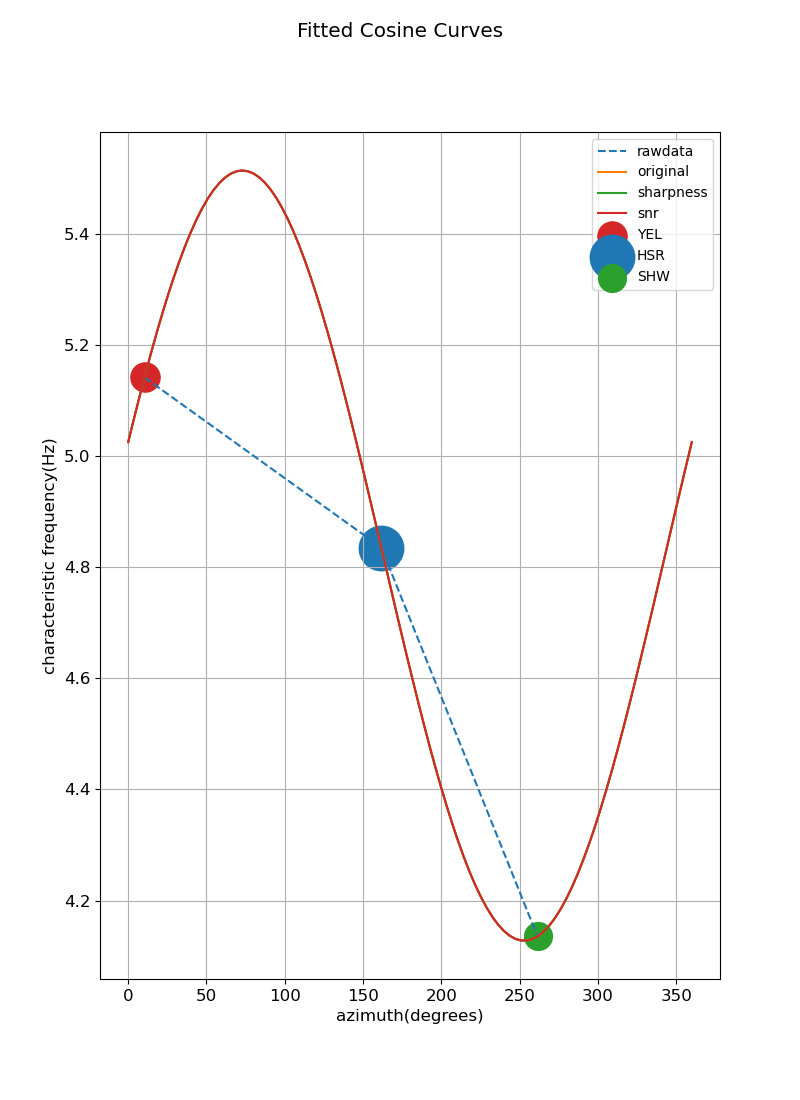 Fitted Cosine Curves
rawdata
original
sharpness
snr
YEL
HSR
SHW
5.4
5.2
5.0
4.8
4.6
4.4
4.2
characteristic frequency(Hz)
0 50 100 150 200 250 300 350
azimuth(degrees)